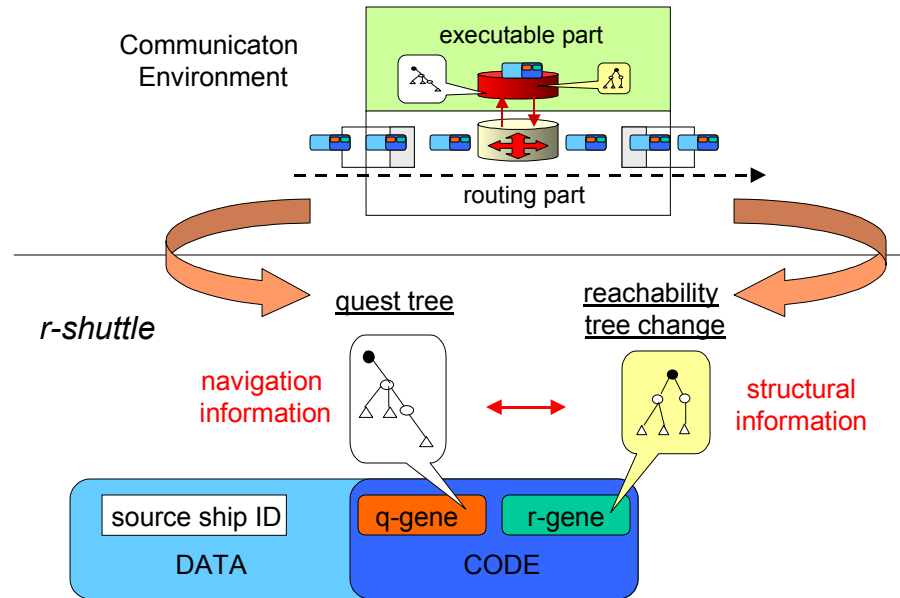 Communicaton
Environment
executable part
routing part
r-shuttle
quest tree
reachability
tree change
navigation
information
structural
information
source ship ID
q-gene
r-gene
DATA
CODE